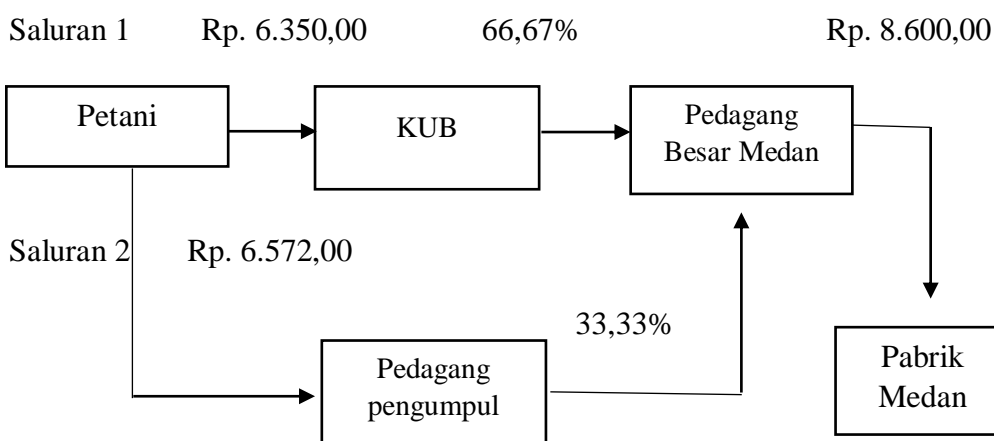 Saluran 1 Rp. 6.350,00 66,67% Rp. 8.600,00
Petani
KUB
Pedagang
Besar Medan
Saluran 2 Rp. 6.572,00
33,33%
Pedagang
pengumpul
Pabrik
Medan